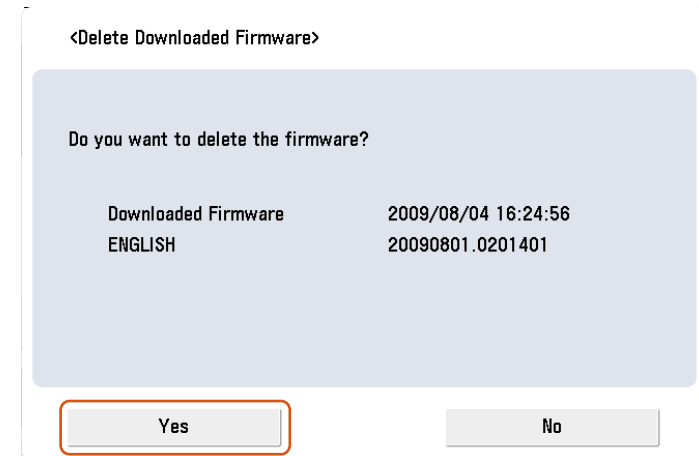 <Delete Downloaded Firmware>
Do you want to delete the firmware?
Downloaded Firmware 2009/08/04 16:24:56
ENGLISH 20090801.0201401
Yes No